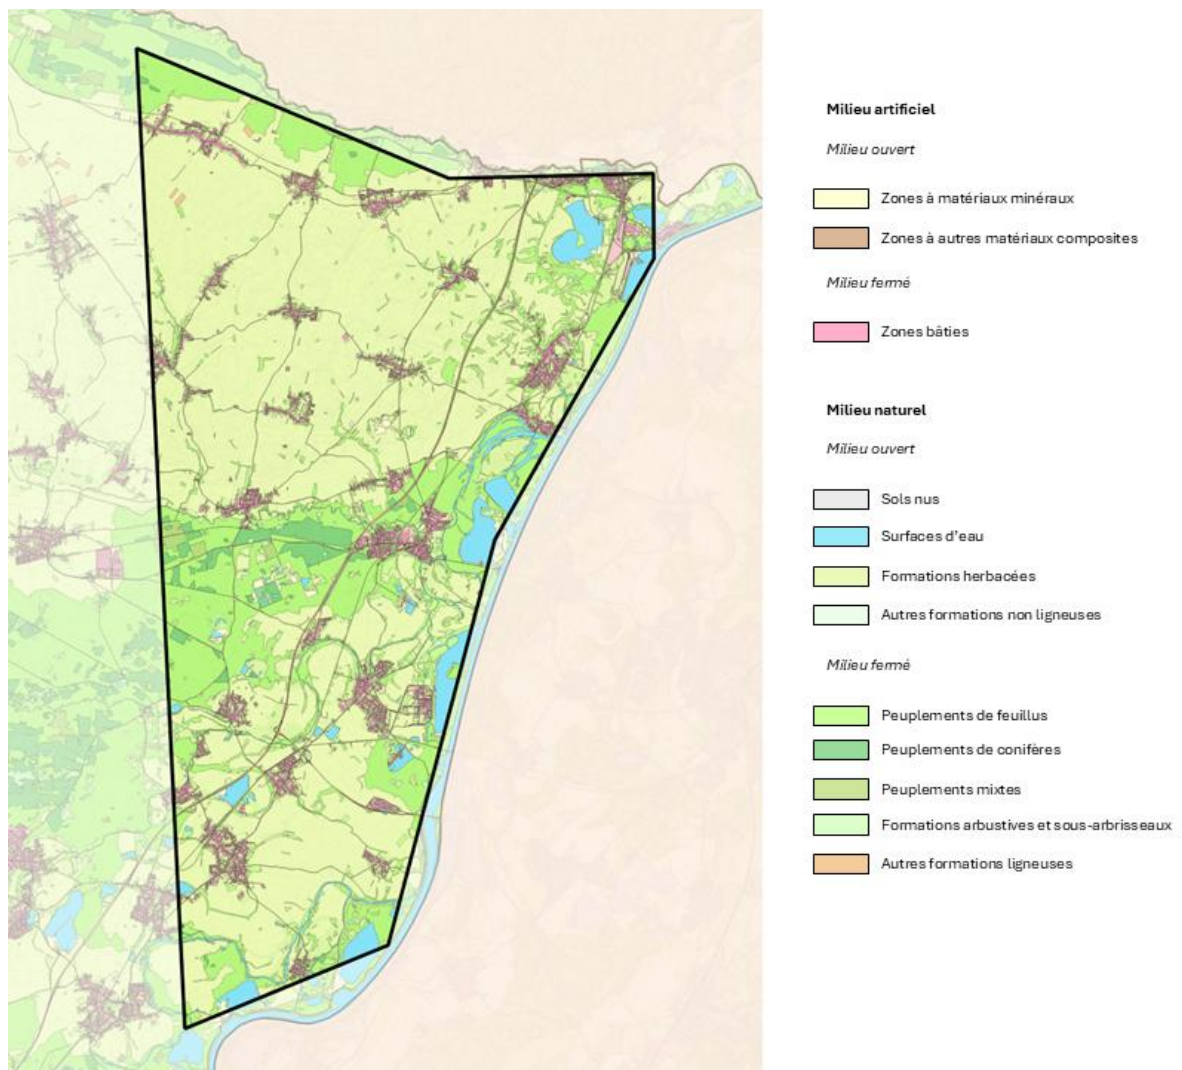 Milieu artificiel
Milieu ouvert
Zones à matériaux minéraux
Zones à autres matériaux composites
Milieu fermé
Zones bâties
Milieu naturel
Milieu ouvert
Sols nus
Surfaces d'eau
Formations herbacées
Autres formations non ligneuses
Milieu fermé
Peuplements de feuillus
Peuplements de conifères
Peuplements mixtes
Formations arbustives et sous-arbrisseaux
Autres formations ligneuses